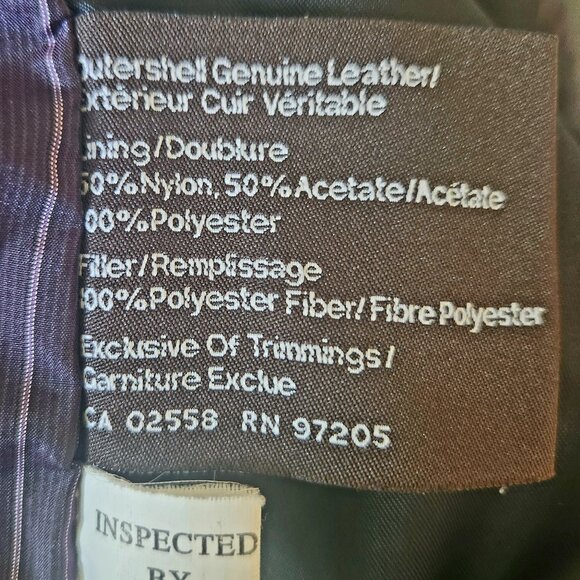 Outershell Genuine Leather/
Extérieur Cuir Véritable
Lining/Doublure
50% Nylon, 50% Acetate/Acétate
100% Polyester
Filler/Remplissage
100% Polyester Fiber/Fibre Polyester
Exclusive Of Trimmings/
Garniture Exclue
CA 02558 RN 97205
INSPECTED
BY